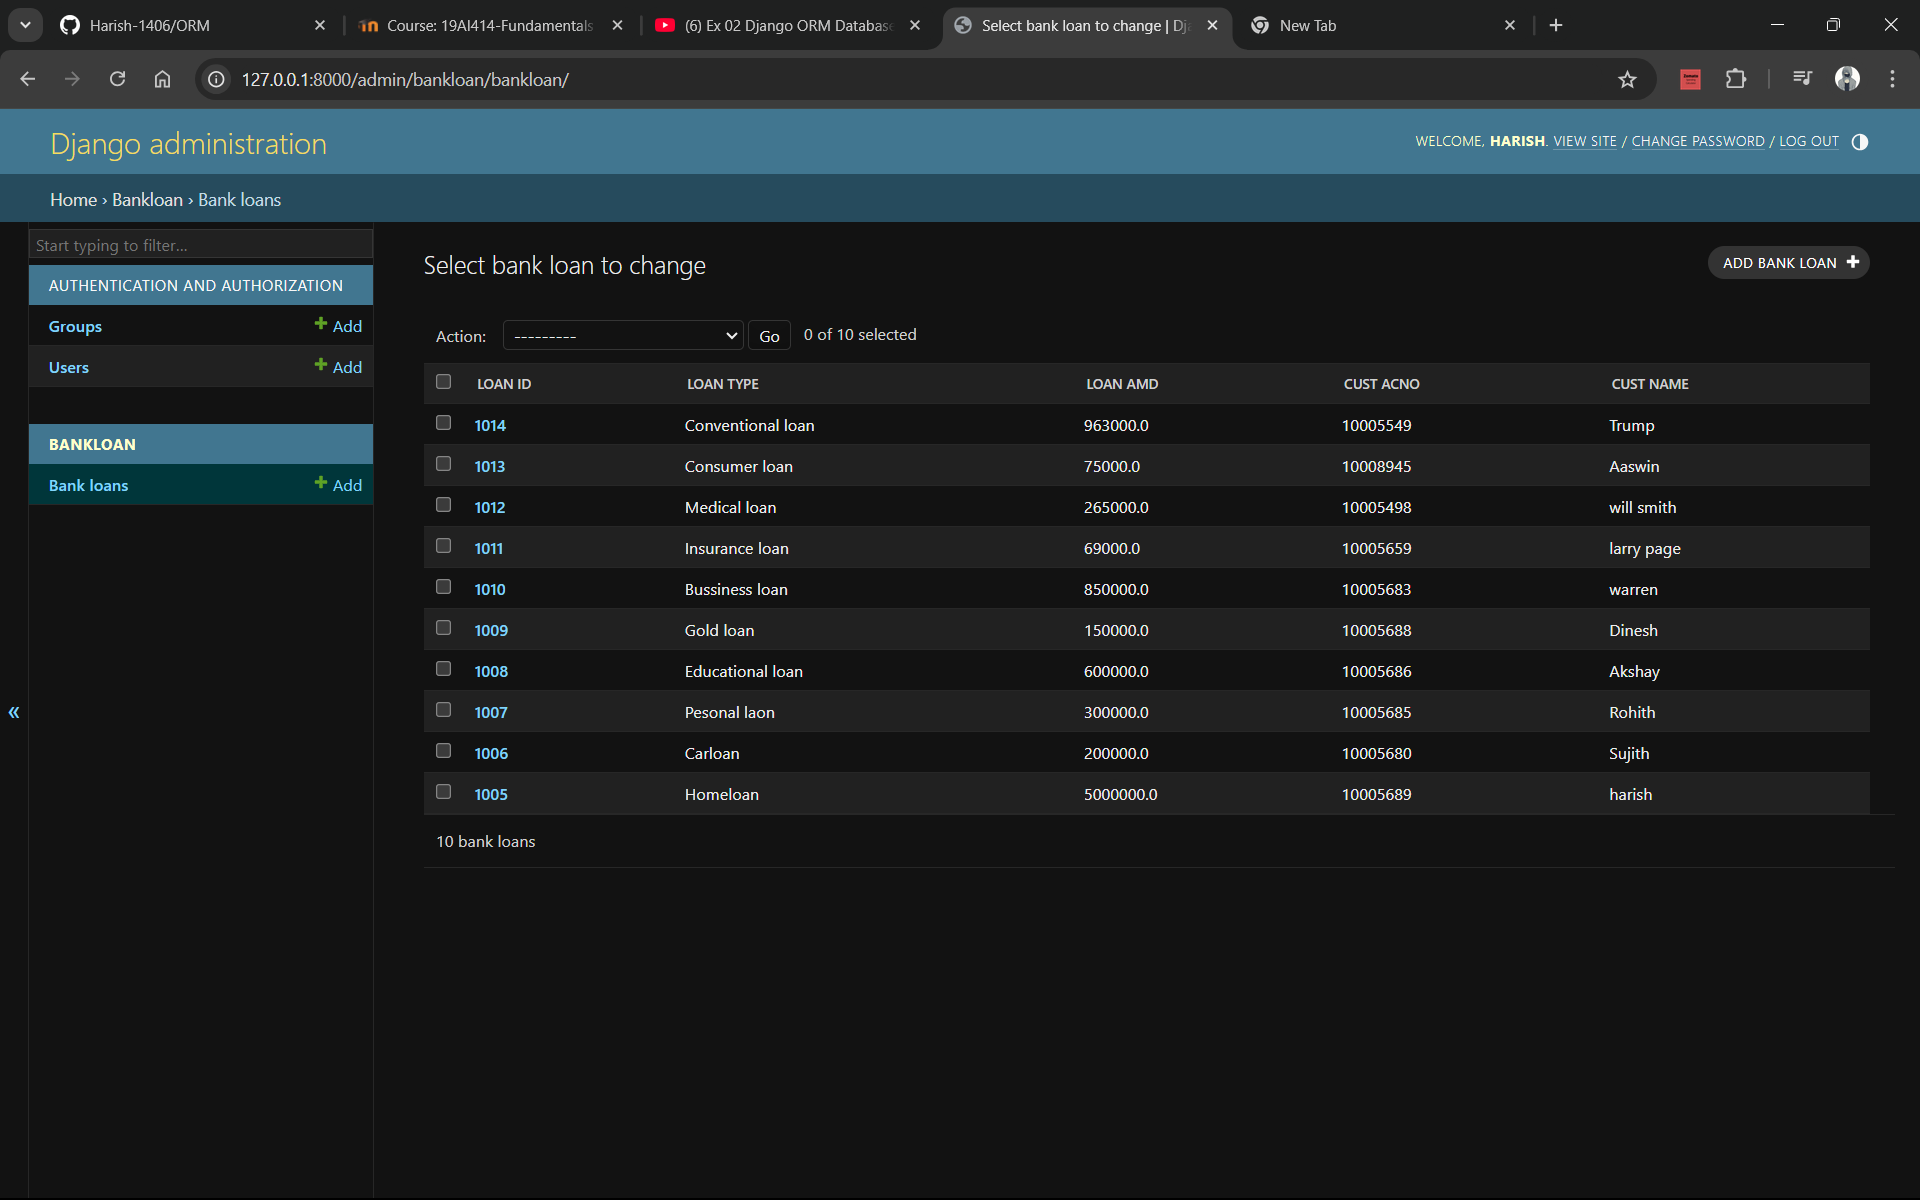 Harish-1406/ORM
Course: 19AI414-Fundamentals
(6) Ex 02 Django ORM Database
Select bank loan to change | Dj
New Tab
127.0.0.1:8000/admin/bankloan/bankloan/
Django administration
WELCOME, HARISH. VIEW SITE / CHANGE PASSWORD / LOG OUT
Home › Bankloan › Bank loans
Start typing to filter...
AUTHENTICATION AND AUTHORIZATION
Groups Add
Users Add
BANKLOAN
Bank loans Add
«
Select bank loan to change
ADD BANK LOAN
Action: --------- Go 0 of 10 selected
LOAN ID LOAN TYPE LOAN AMD CUST ACNO CUST NAME
1014 Conventional loan 963000.0 10005549 Trump
1013 Consumer loan 75000.0 10008945 Aaswin
1012 Medical loan 265000.0 10005498 will smith
1011 Insurance loan 69000.0 10005659 larry page
1010 Bussiness loan 850000.0 10005683 warren
1009 Gold loan 150000.0 10005688 Dinesh
1008 Educational loan 600000.0 10005686 Akshay
1007 Pesonal laon 300000.0 10005685 Rohith
1006 Carloan 200000.0 10005680 Sujith
1005 Homeloan 5000000.0 10005689 harish
10 bank loans